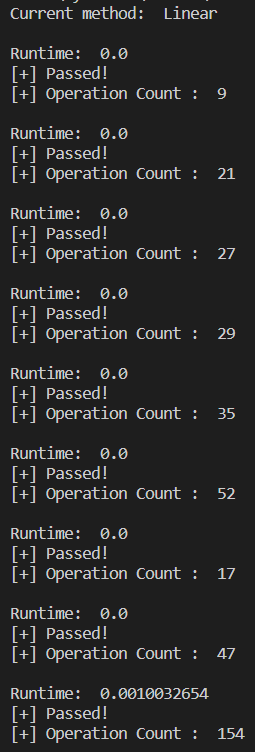 Current method:  Linear
Runtime:  0.0
[+] Passed!
[+] Operation Count :  9
Runtime:  0.0
[+] Passed!
[+] Operation Count :  21
Runtime:  0.0
[+] Passed!
[+] Operation Count :  27
Runtime:  0.0
[+] Passed!
[+] Operation Count :  29
Runtime:  0.0
[+] Passed!
[+] Operation Count :  35
Runtime:  0.0
[+] Passed!
[+] Operation Count :  52
Runtime:  0.0
[+] Passed!
[+] Operation Count :  17
Runtime:  0.0
[+] Passed!
[+] Operation Count :  47
Runtime:  0.0010032654
[+] Passed!
[+] Operation Count :  154